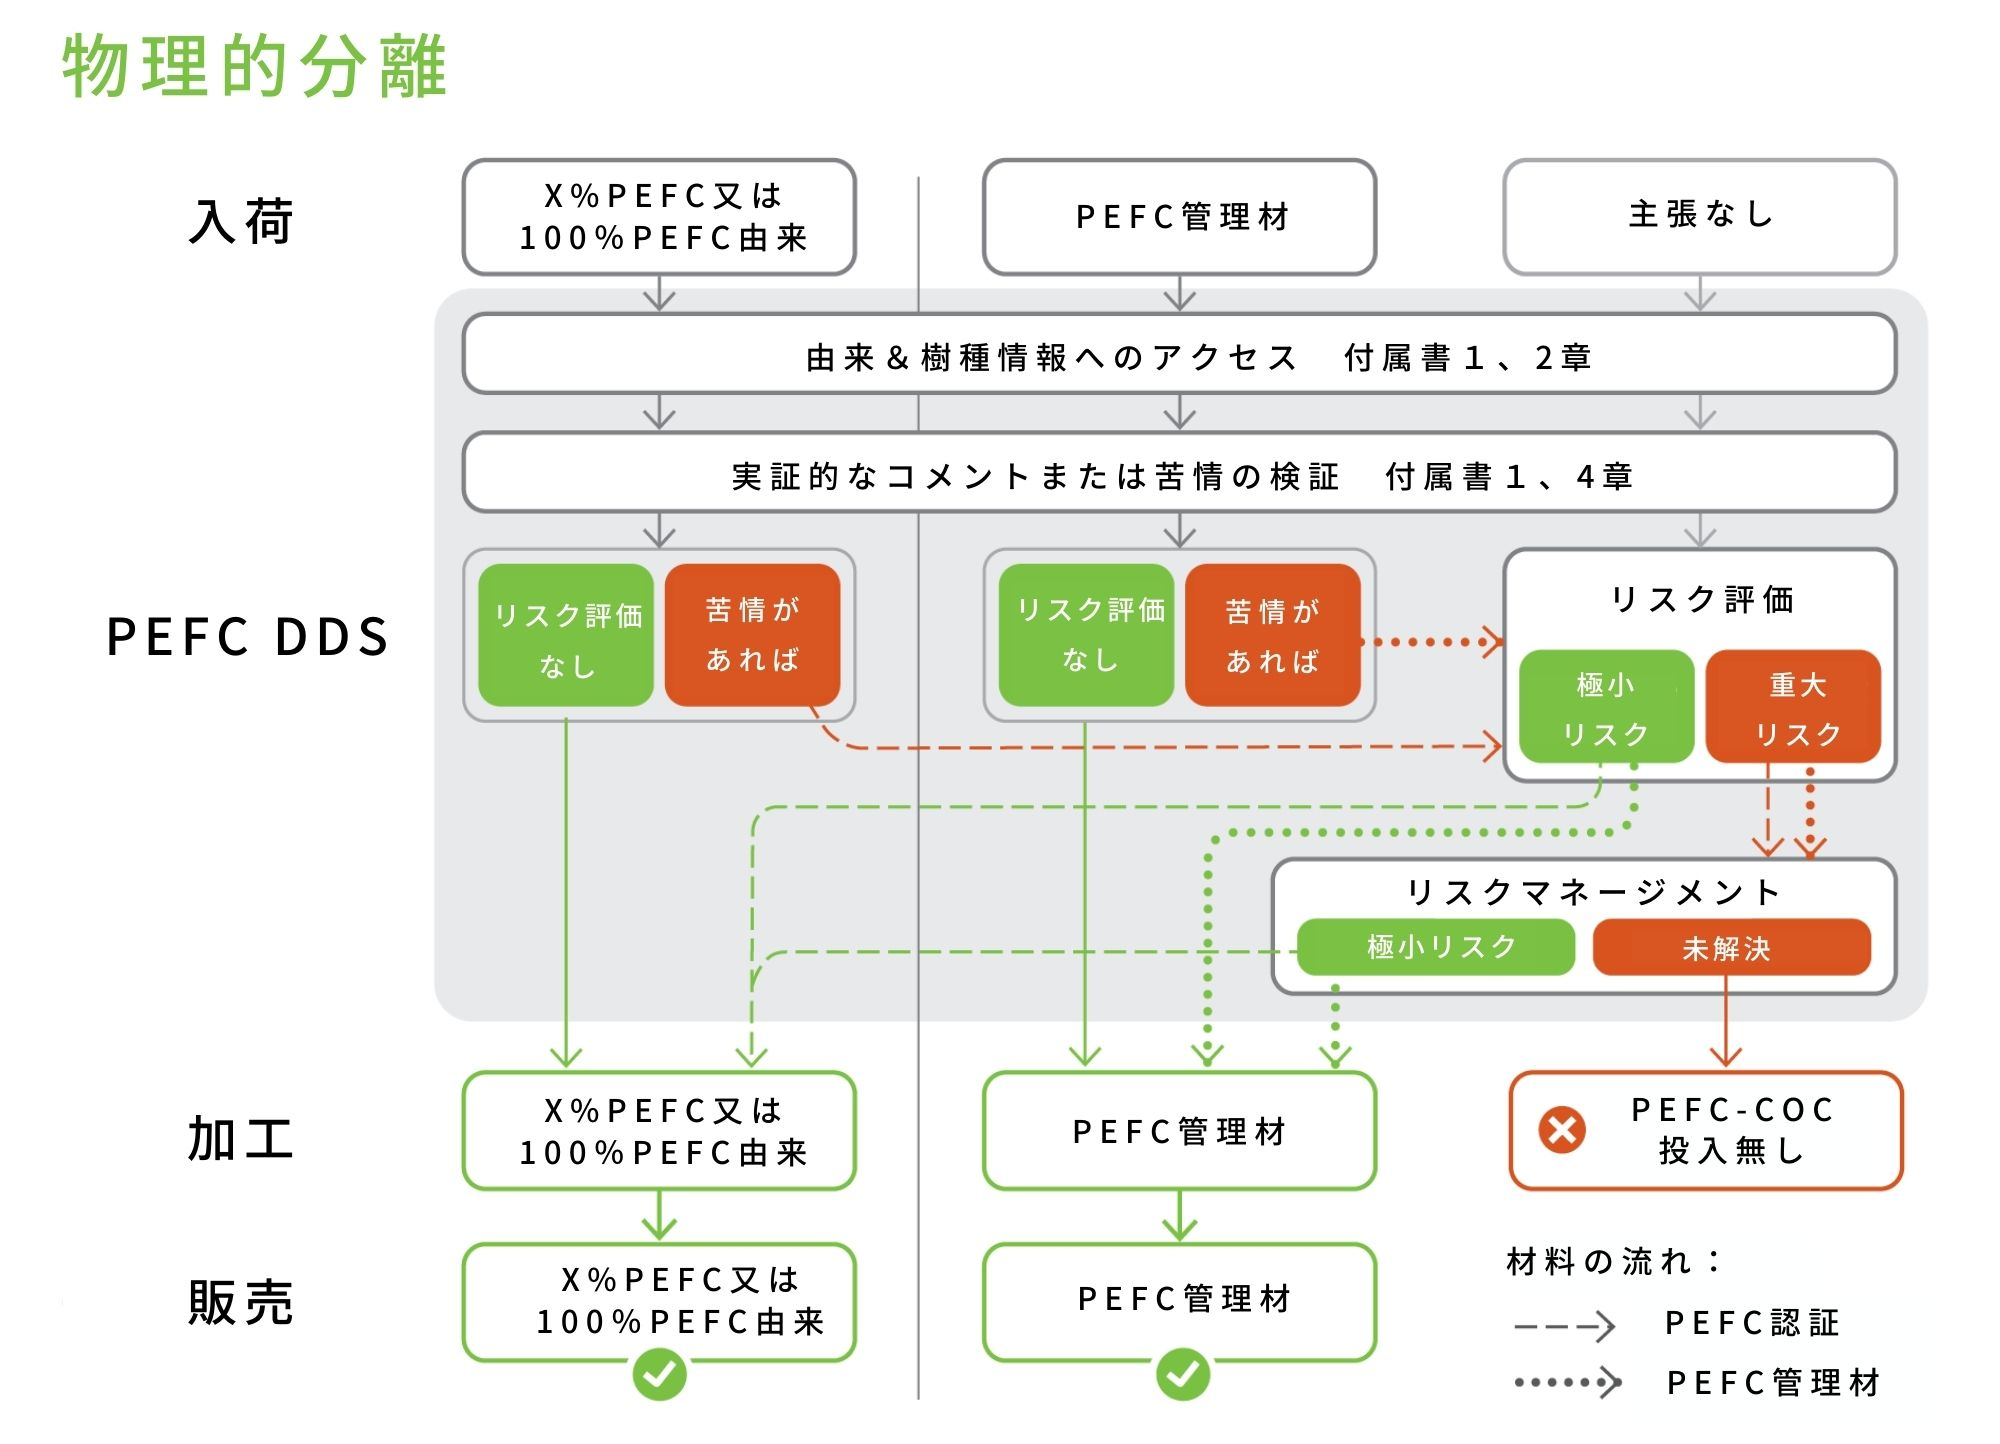 物理的分離
入荷
X%PEFC又は
100%PEFC由来
PEFC管理材
主張なし
由来&樹種情報へのアクセス　付属書1、2章
実証的なコメントまたは苦情の検証　付属書1、4章
PEFC DDS
リスク評価
なし
苦情が
あれば
リスク評価
なし
苦情が
あれば
リスク評価
極小
リスク
重大
リスク
リスクマネージメント
極小リスク
未解決
加工
X%PEFC又は
100%PEFC由来
PEFC管理材
PEFC-COC
投入無し
販売
X%PEFC又は
100%PEFC由来
PEFC管理材
材料の流れ：
PEFC認証
PEFC管理材